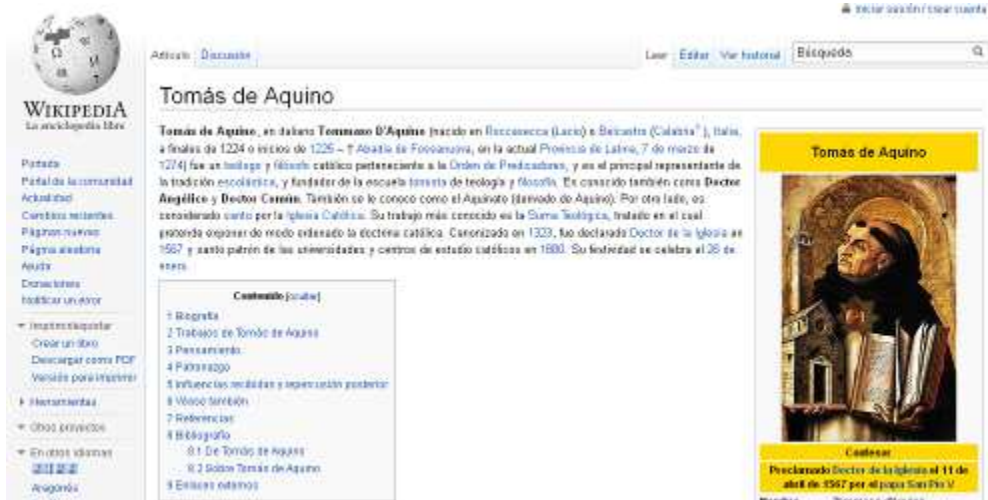 Iniciar sesión / crear cuenta
Artículo Discusión Leer Editar Ver historial Búsqueda
WIKIPEDIA
La enciclopedia libre
Portada
Portal de la comunidad
Actualidad
Cambios recientes
Páginas nuevas
Página aleatoria
Ayuda
Donaciones
Notificar un error
Imprimir/exportar
Crear un libro
Descargar como PDF
Versión para imprimir
Herramientas
Otros proyectos
En otros idiomas
Aragonés
Tomás de Aquino
Tomás de Aquino, en italiano Tommaso D'Aquino (nacido en Roccasecca (Lacio) o Belcastro (Calabria ), Italia,
a finales de 1224 o inicios de 1225 – † Abadía de Fossanuova, en la actual Provincia de Latina, 7 de marzo de
1274) fue un teólogo y filósofo católico perteneciente a la Orden de Predicadores, y es el principal representante de
la tradición escolástica, y fundador de la escuela tomista de teología y filosofía. Es conocido también como Doctor
Angélico y Doctor Común. También se le conoce como el Aquinate (derivado de Aquino). Por otro lado, es
considerado santo por la Iglesia Católica. Su trabajo más conocido es la Suma Teológica, tratado en el cual
pretende exponer de modo ordenado la doctrina católica. Canonizado en 1323, fue declarado Doctor de la Iglesia en
1567 y santo patrón de las universidades y centros de estudio católicos en 1880. Su festividad se celebra el 28 de
enero.
Contenido [ocultar]
1 Biografía
2 Trabajos de Tomás de Aquino
3 Pensamiento
4 Patronazgo
5 Influencias recibidas y repercusión posterior
6 Véase también
7 Referencias
8 Bibliografía
8.1 De Tomás de Aquino
8.2 Sobre Tomás de Aquino
9 Enlaces externos
Tomás de Aquino
Confesor
Proclamado Doctor de la Iglesia el 11 de
abril de 1567 por el papa San Pío V